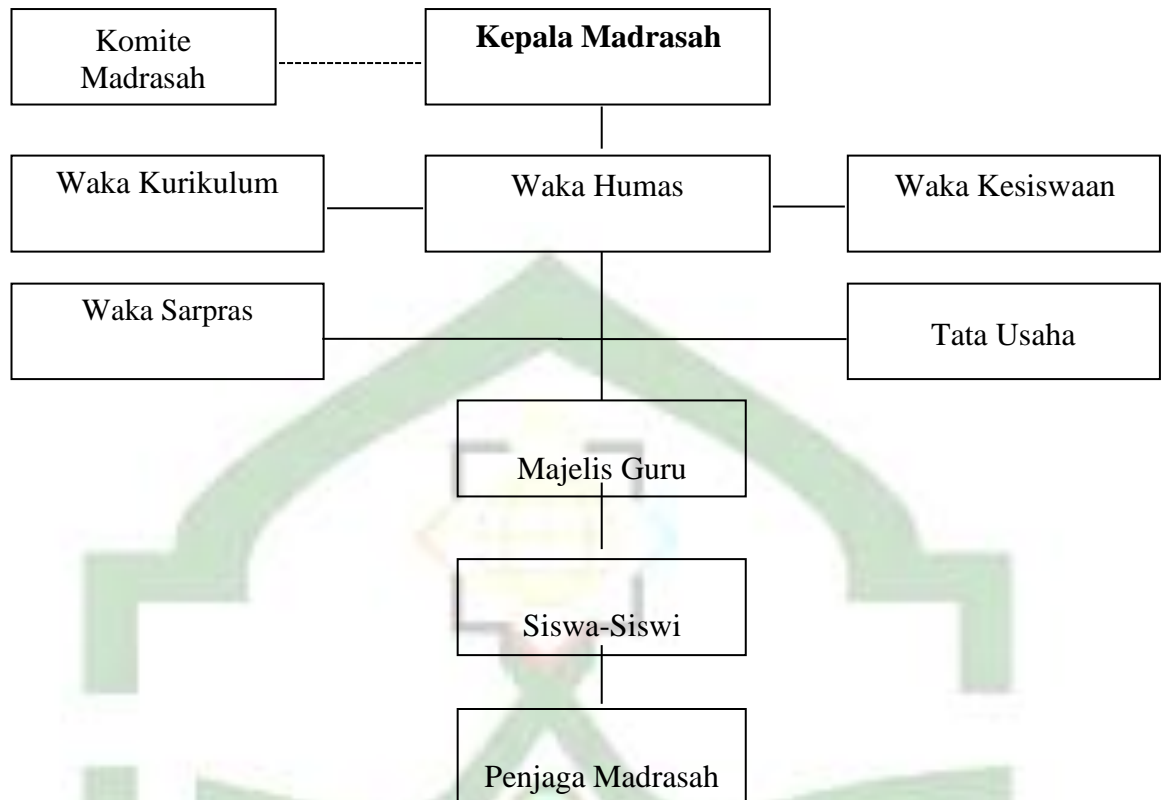 Komite
Madrasah
Kepala Madrasah
Waka Kurikulum
Waka Humas
Waka Kesiswaan
Waka Sarpras
Tata Usaha
Majelis Guru
Siswa-Siswi
Penjaga Madrasah